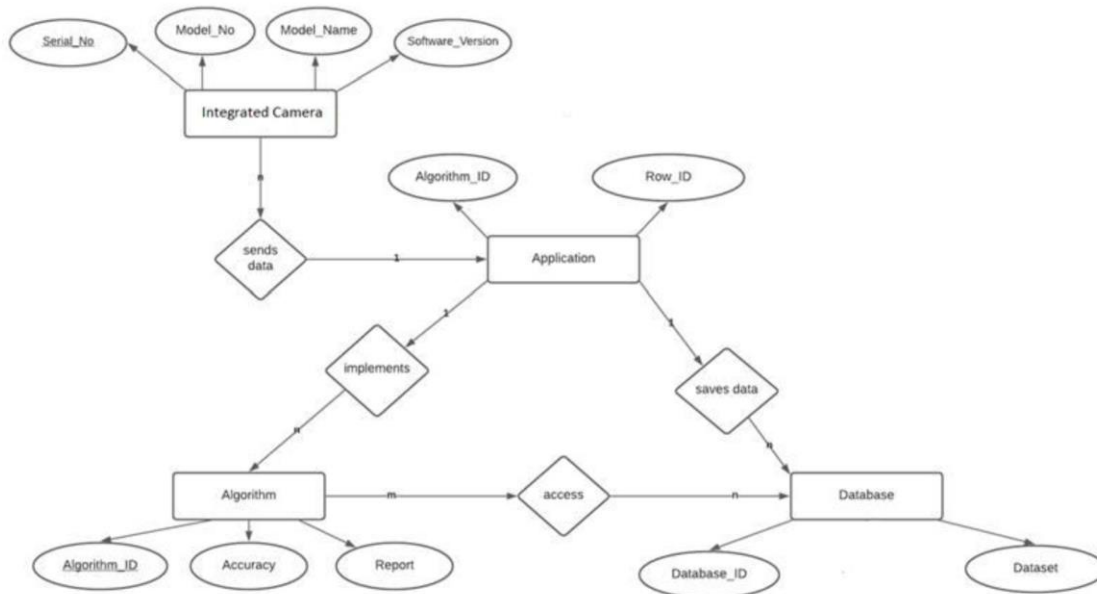 Serial_No
Model_No
Model_Name
Software_Version
Integrated Camera
n
Algorithm_ID
Row_ID
sends
data
1
Application
1
1
implements
saves data
n
n
Algorithm
m
access
n
Database
Algorithm_ID
Accuracy
Report
Database_ID
Dataset